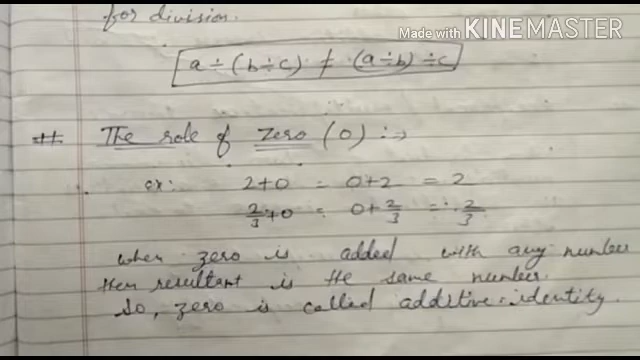 for division.
Made with KINEMASTER
a ÷ (b ÷ c) ≠ (a ÷ b) ÷ c
# The role of Zero (0) :->
ex: 2+0 = 0+2 = 2
2/3+0 = 0+2/3 = 2/3
when zero is added with any number
then resultant is the same number.
So, zero is called additive identity.